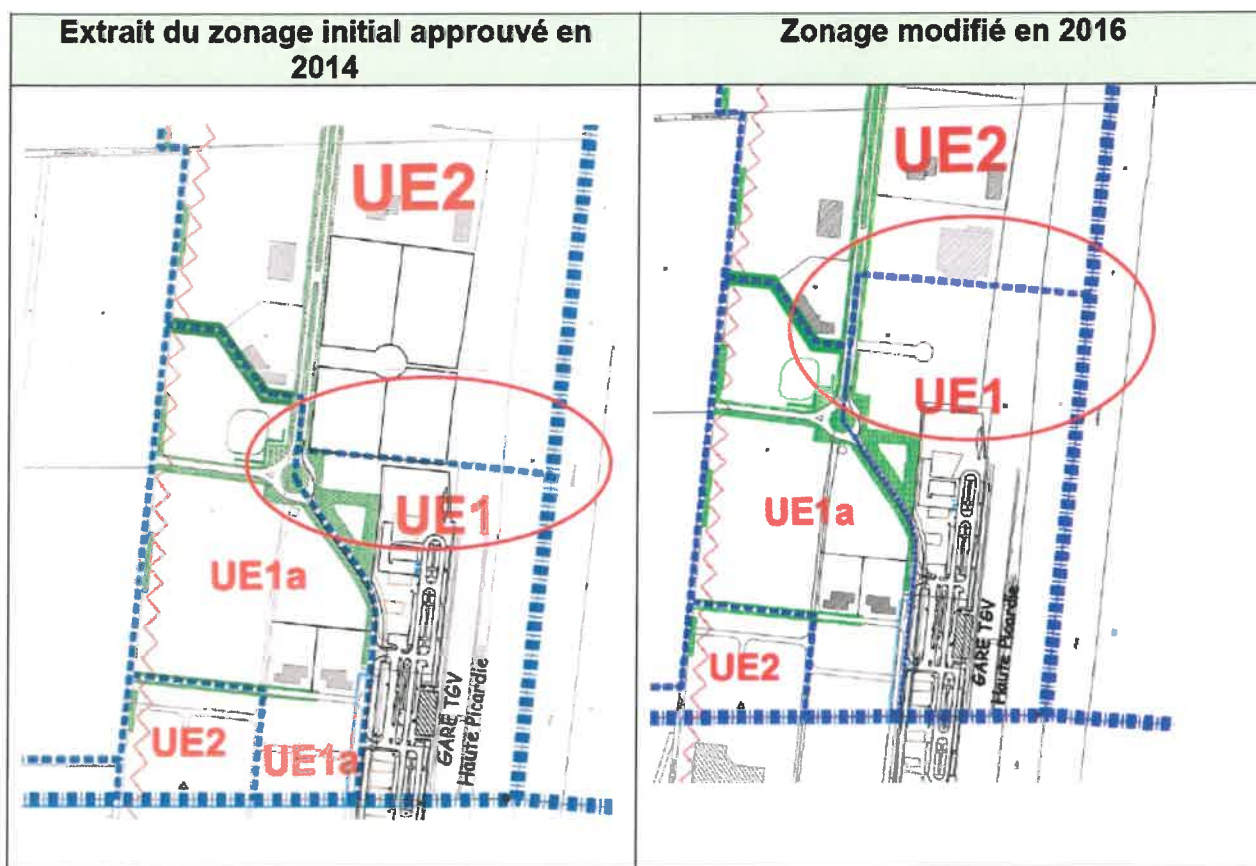 Extrait du zonage initial approuvé en
2014
UE2
UE1
UE1a
UE2
UE1a
GARE TGV
Haute Picardie
Zonage modifié en 2016
UE2
UE1
UE1a
UE2
GARE TGV
Haute Picardie